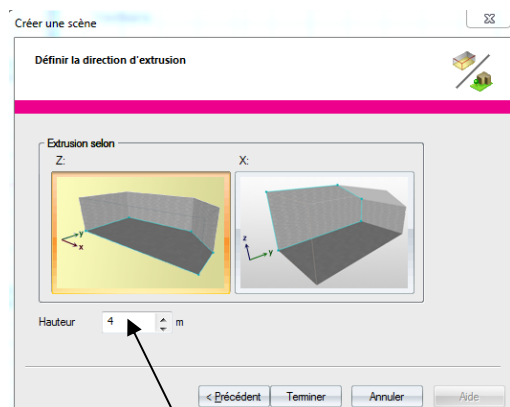 Créer une scène
Définir la direction d'extrusion
Extrusion selon
Z:
X:
y
x
z
y
Hauteur 4 m
< Précédent Terminer Annuler Aide